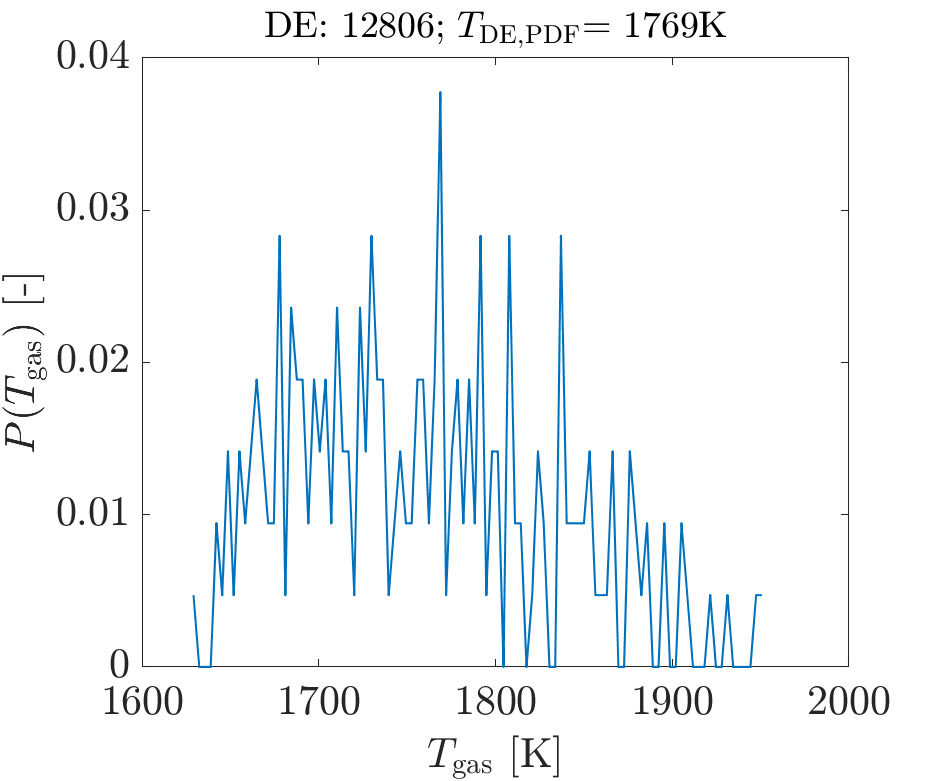 DE: 12806; T_DE,PDF= 1769K
0.04
0.03
0.02
0.01
0
P(T_gas) [-]
1600 1700 1800 1900 2000
T_gas [K]